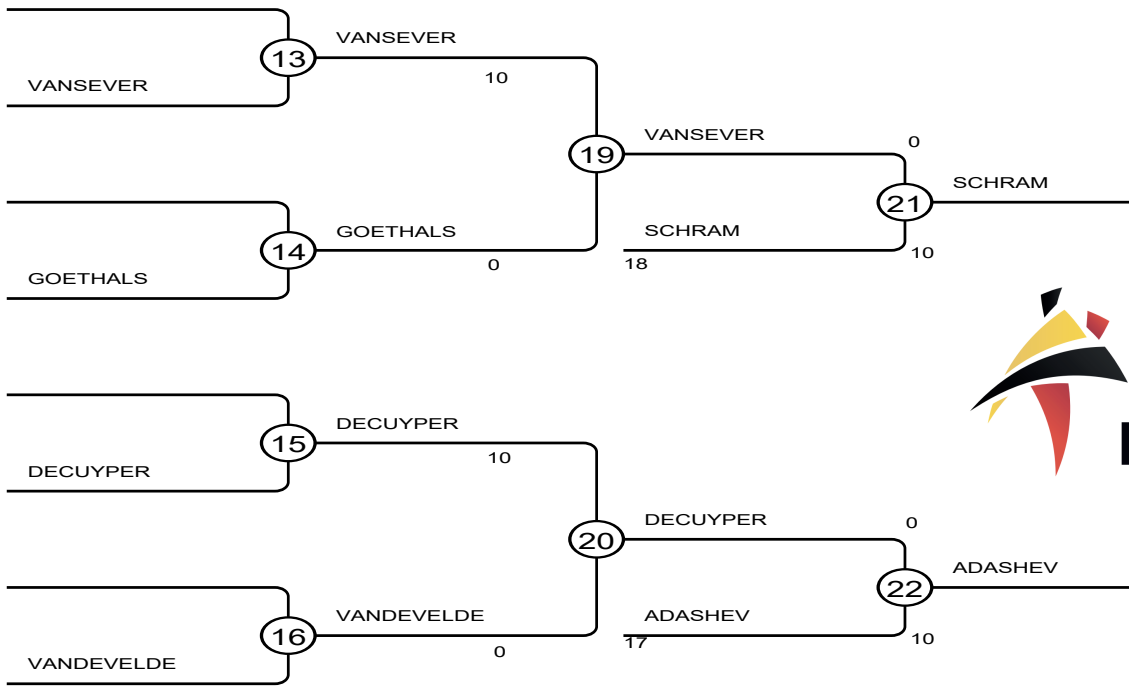 VANSEVER
13
VANSEVER
10
VANSEVER
0
19
SCHRAM
21
GOETHALS
SCHRAM
14
0
18
10
GOETHALS
DECUYPER
15
10
DECUYPER
DECUYPER
0
20
ADASHEV
22
VANDEVELDE
ADASHEV
16
0
17
10
VANDEVELDE